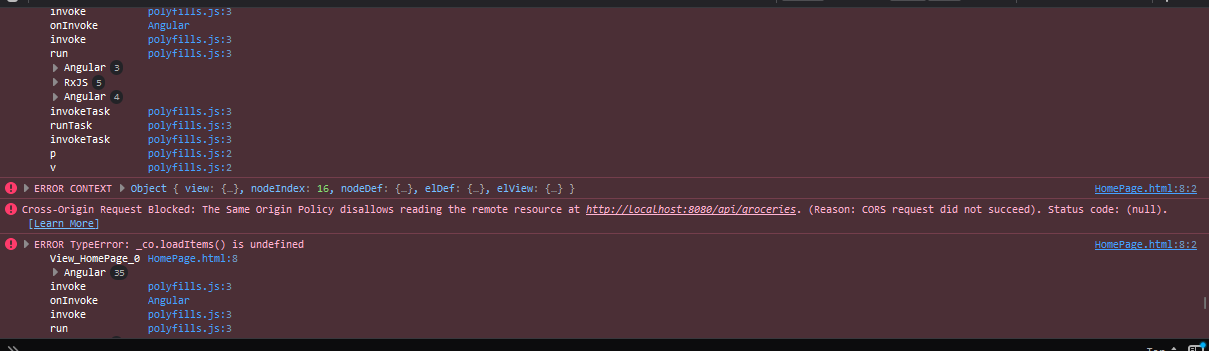 invoke polyfills.js:3
onInvoke Angular
invoke polyfills.js:3
run polyfills.js:3
Angular 3
RxJS 5
Angular 4
invokeTask polyfills.js:3
runTask polyfills.js:3
invokeTask polyfills.js:3
p polyfills.js:2
v polyfills.js:2
ERROR CONTEXT Object { view: {…}, nodeIndex: 16, nodeDef: {…}, elDef: {…}, elView: {…} } HomePage.html:8:2
Cross-Origin Request Blocked: The Same Origin Policy disallows reading the remote resource at http://localhost:8080/api/groceries. (Reason: CORS request did not succeed). Status code: (null).
[Learn More]
ERROR TypeError: _co.loadItems() is undefined HomePage.html:8:2
View_HomePage_0 HomePage.html:8
Angular 35
invoke polyfills.js:3
onInvoke Angular
invoke polyfills.js:3
run polyfills.js:3